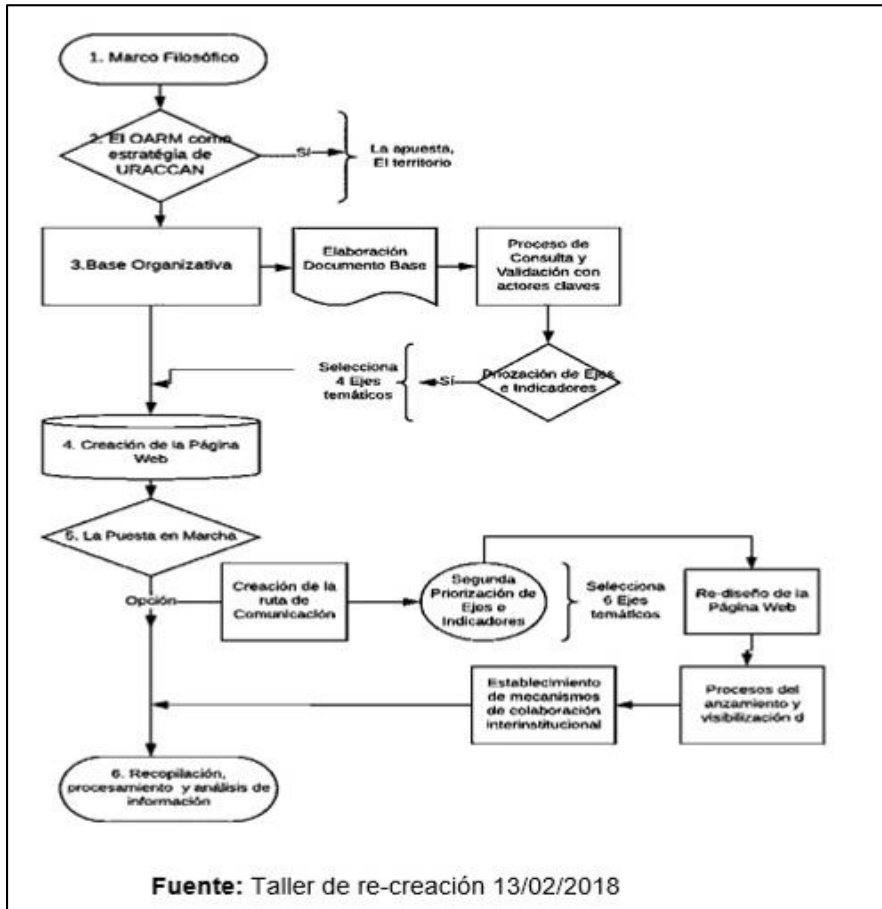 1. Marco Filosófico
2. El OARM como
estratégia de
URACCAN
Sí
La apuesta,
El territorio
3.Base Organizativa
Elaboración
Documento Base
Proceso de
Consulta y
Validación con
actores claves
Priozación de Ejes
e Indicadores
Sí
Selecciona
4 Ejes
temáticos
4. Creación de la Página
Web
5. La Puesta en Marcha
Opción
Creación de la
ruta de
Comunicación
Segunda
Priorización de
Ejes e
Indicadores
Selecciona
6 Ejes
temáticos
Re-diseño de la
Página Web
Procesos del
anzamiento y
visibilización d
Establecimiento
de mecanismos
de colaboración
interinstitucional
6. Recopilación,
procesamiento y análisis de
información
Fuente: Taller de re-creación 13/02/2018